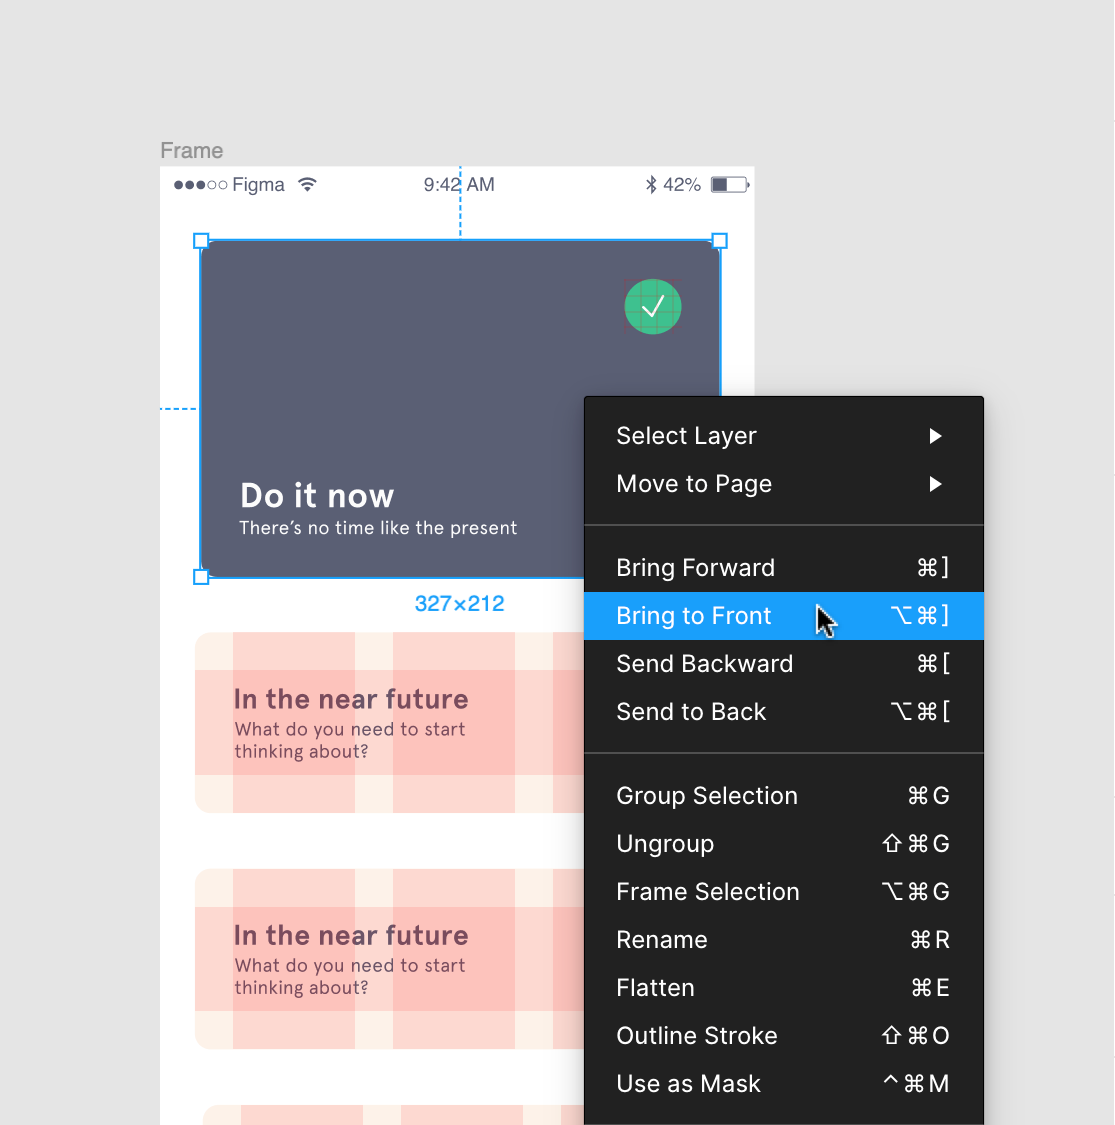 Frame
●●●○○ Figma
9:42 AM
42%
Do it now
There’s no time like the present
327×212
In the near future
What do you need to start
thinking about?
In the near future
What do you need to start
thinking about?
Select Layer ▶
Move to Page ▶
Bring Forward ⌘]
Bring to Front ⌥⌘]
Send Backward ⌘[
Send to Back ⌥⌘[
Group Selection ⌘G
Ungroup ⇧⌘G
Frame Selection ⌥⌘G
Rename ⌘R
Flatten ⌘E
Outline Stroke ⇧⌘O
Use as Mask ^⌘M